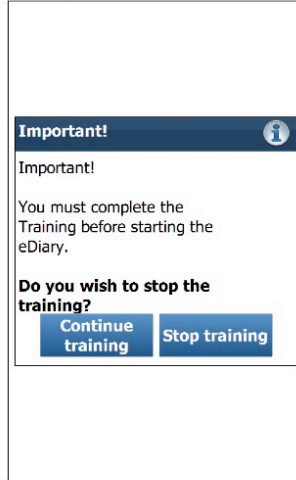 Important!
Important!
You must complete the
Training before starting the
eDiary.
Do you wish to stop the
training?
Continue
training
Stop training